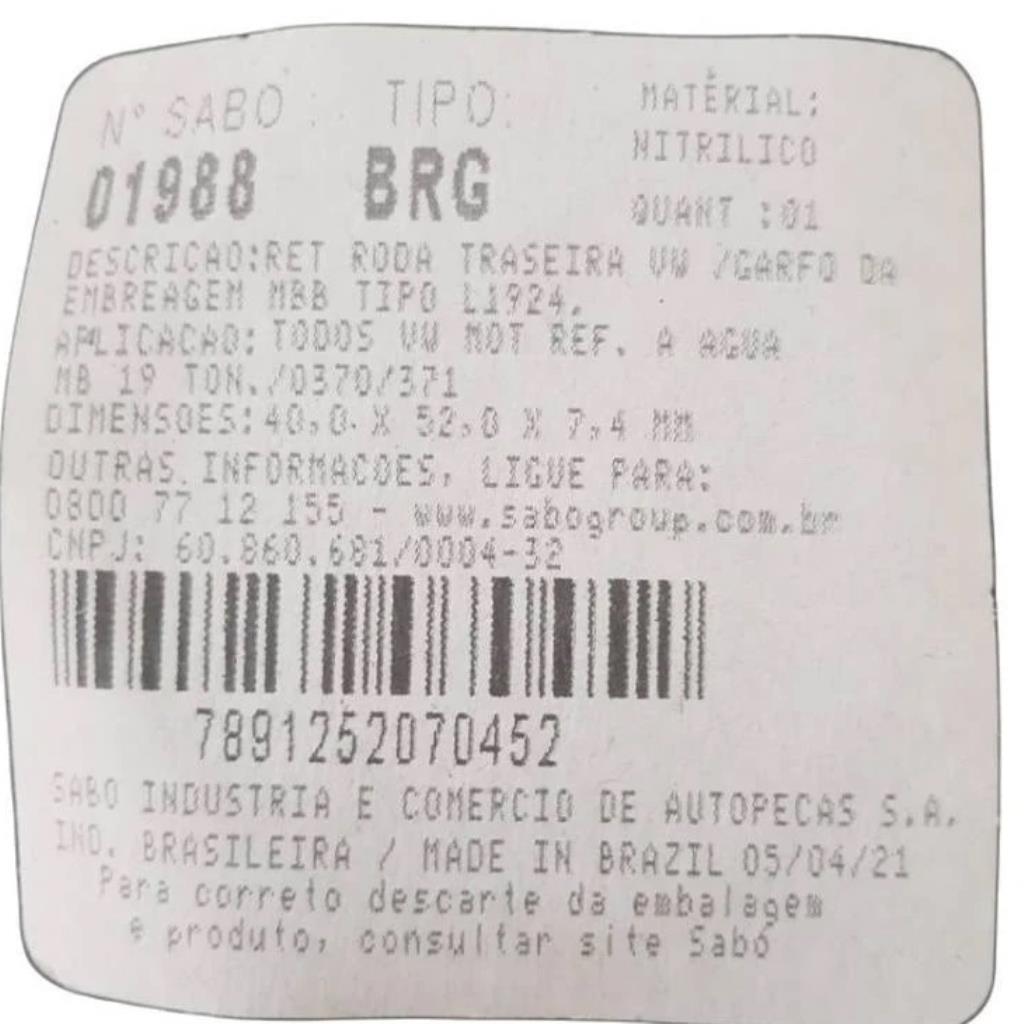 Nº SABO : TIPO: MATÉRIAL:
01988 BRG NITRILICO
QUANT :01
DESCRICAO:RET RODA TRASEIRA VW /GARFO DA
EMBREAGEM MBB TIPO L1924.
APLICACAO: TODOS VW MOT REF. A AGUA
MB 19 TON./0370/371
DIMENSOES:40,0 X 52,0 X 7,4 MM
OUTRAS INFORMACOES, LIGUE PARA:
0800 77 12 155 - www.sabogroup.com.br
CNPJ: 60.860.681/0004-32
7891252070452
SABO INDUSTRIA E COMERCIO DE AUTOPECAS S.A.
IND. BRASILEIRA / MADE IN BRAZIL 05/04/21
Para correto descarte da embalagem
e produto, consultar site Sabó